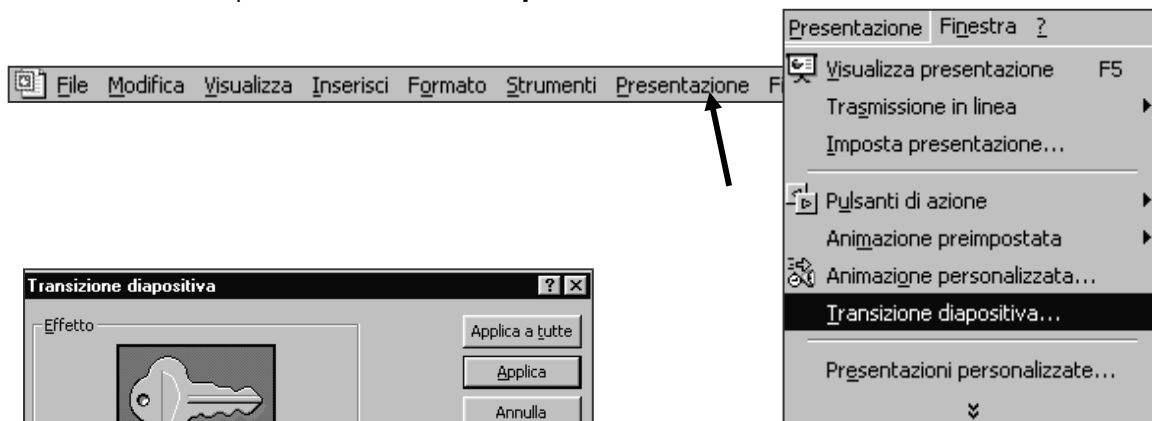 File Modifica Visualizza Inserisci Formato Strumenti Presentazione
Presentazione Finestra ?
Visualizza presentazione F5
Trasmissione in linea
Imposta presentazione...
Pulsanti di azione
Animazione preimpostata
Animazione personalizzata...
Transizione diapositiva...
Presentazioni personalizzate...
Transizione diapositiva
Effetto
Applica a tutte
Applica
Annulla